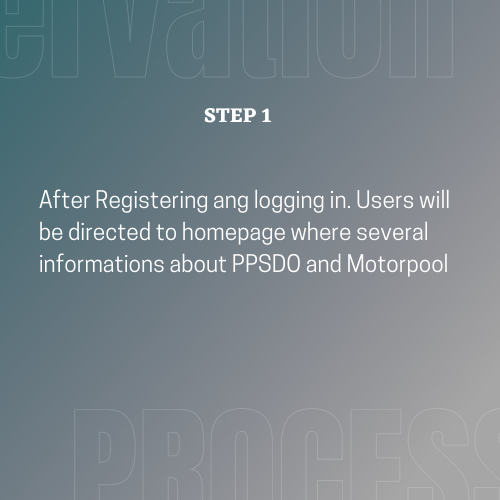 ervation
STEP 1
After Registering ang logging in. Users will
be directed to homepage where several
informations about PPSDO and Motorpool
PROCESS